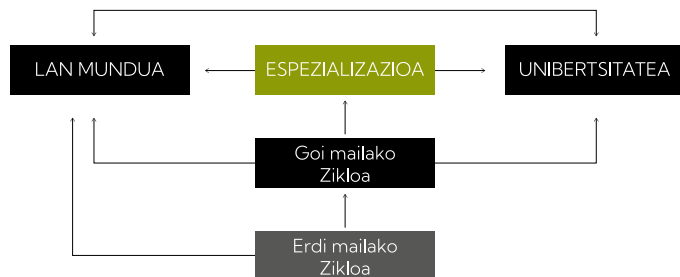 LAN MUNDUA
ESPEZIALIZAZIOA
UNIBERTSITATEA
Goi mailako
Zikloa
Erdi mailako
Zikloa